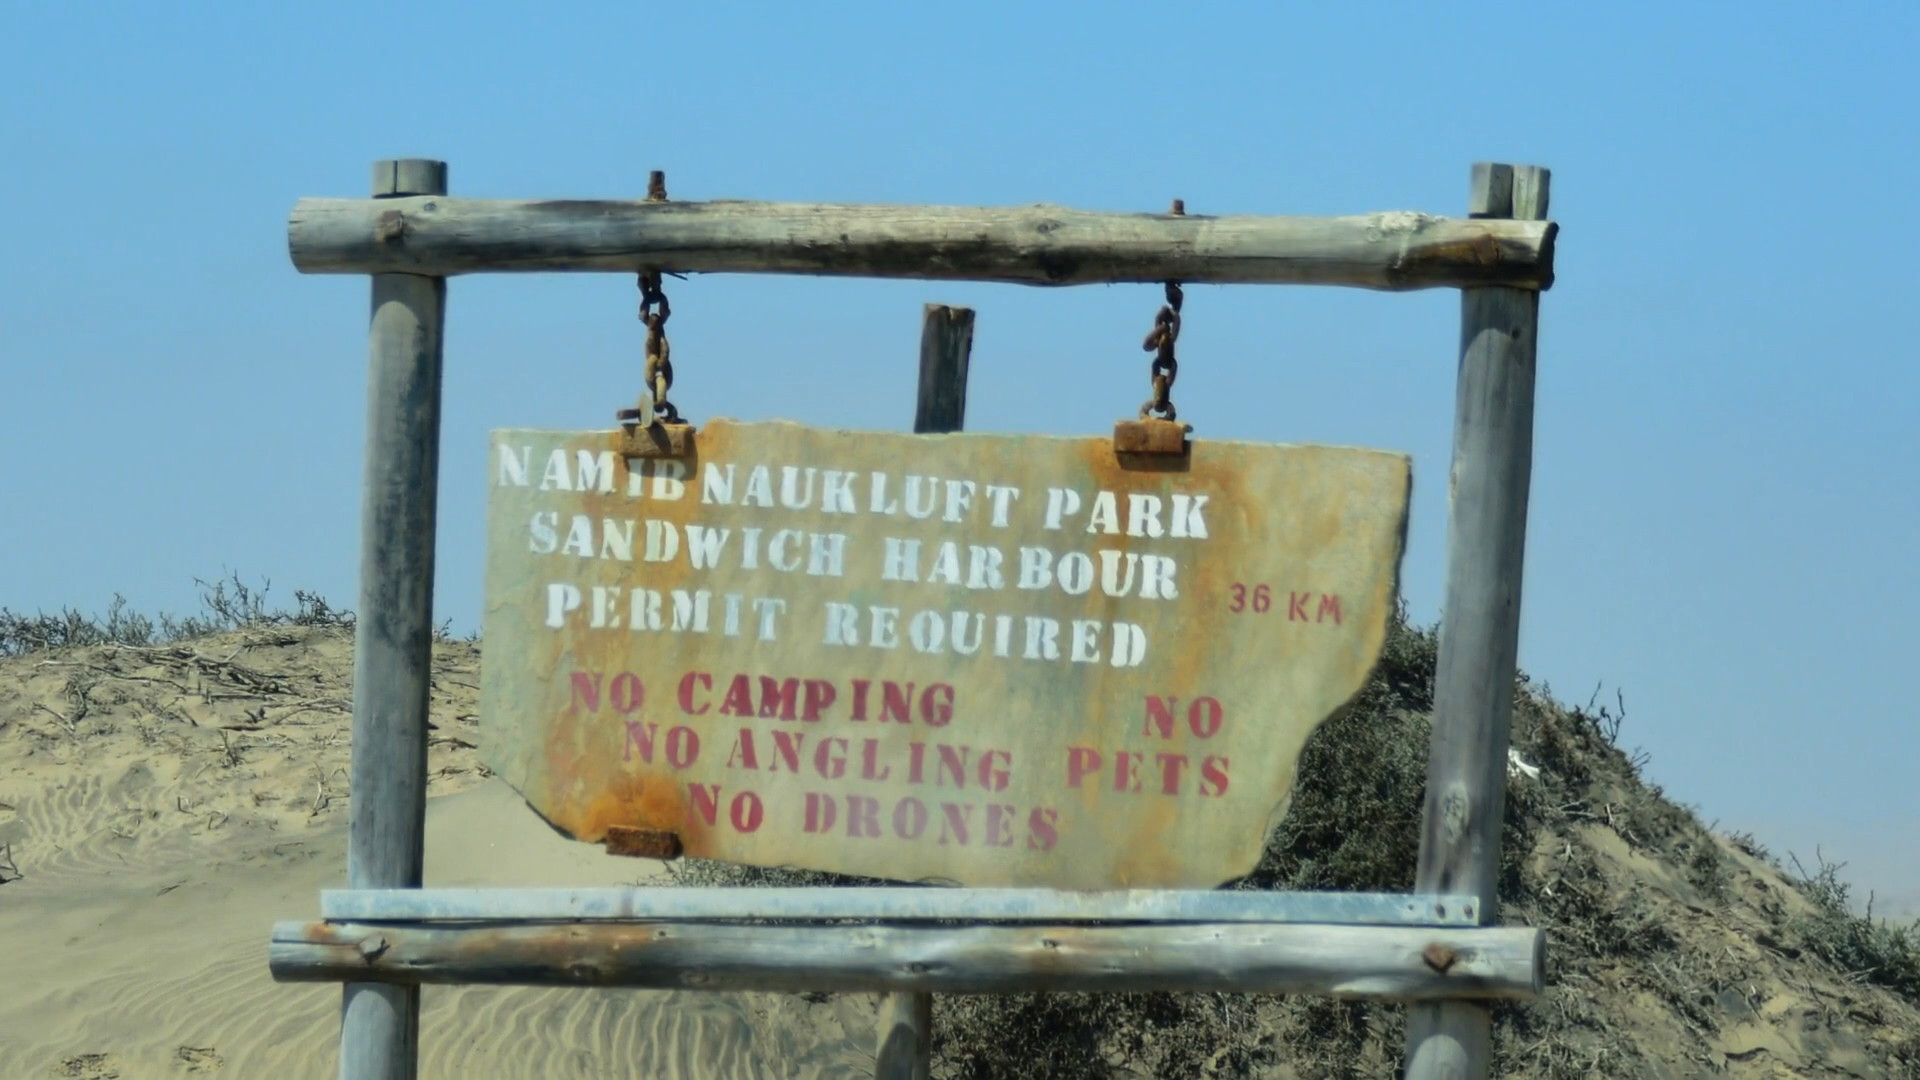 NAMIB NAUKLUFT PARK
SANDWICH HARBOUR
36 KM
PERMIT REQUIRED
NO CAMPING
NO ANGLING
NO DRONES
NO
PETS